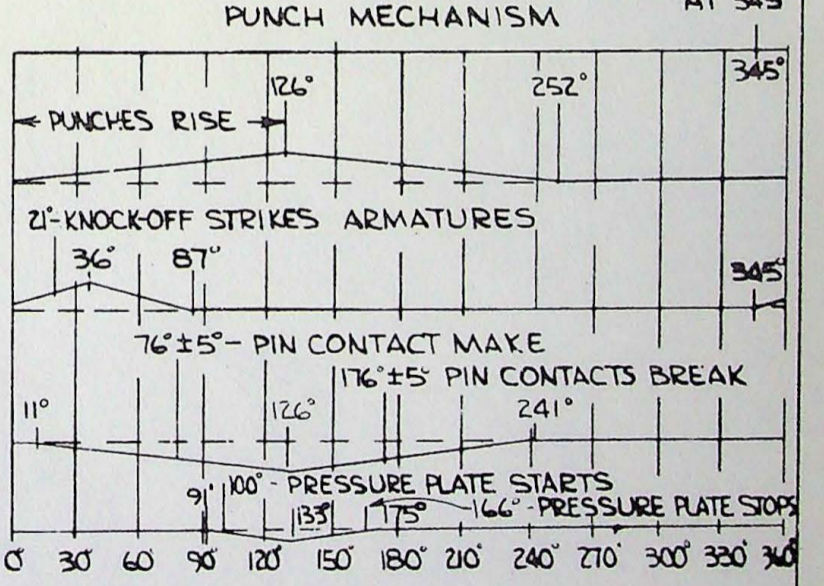 PUNCH MECHANISM
AT 345
126° 252° 345°
PUNCHES RISE
21°-KNOCK-OFF STRIKES ARMATURES
36° 87° 345°
76°±5°- PIN CONTACT MAKE
176°±5° PIN CONTACTS BREAK
11° 126° 241°
91° 100° - PRESSURE PLATE STARTS
133° 175° 166° - PRESSURE PLATE STOPS
0° 30° 60° 90° 120° 150° 180° 210° 240° 270° 300° 330° 360°